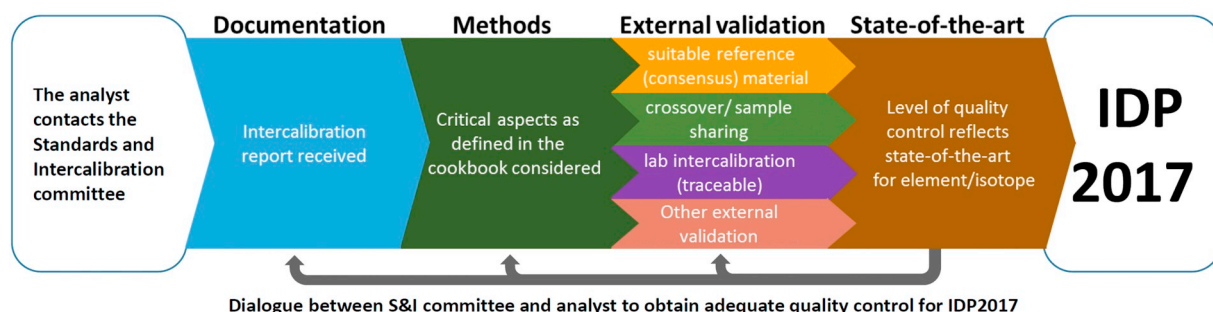 Documentation
Methods
External validation
State-of-the-art
The analyst
contacts the
Standards and
Intercalibration
committee
Intercalibration
report received
Critical aspects as
defined in the
cookbook considered
suitable reference
(consensus) material
crossover/ sample
sharing
lab intercalibration
(traceable)
Other external
validation
Level of quality
control reflects
state-of-the-art
for element/isotope
IDP
2017
Dialogue between S&I committee and analyst to obtain adequate quality control for IDP2017